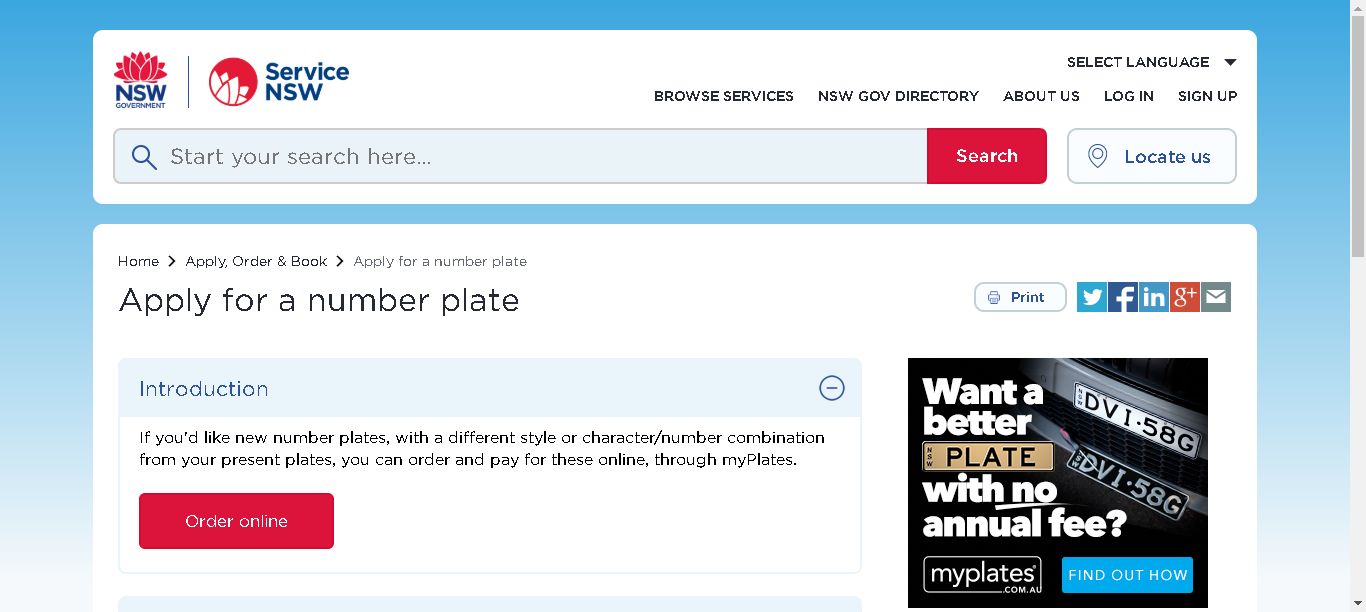 NSW
GOVERNMENT
Service
NSW
SELECT LANGUAGE
BROWSE SERVICES NSW GOV DIRECTORY ABOUT US LOG IN SIGN UP
Start your search here...
Search
Locate us
Home Apply, Order & Book Apply for a number plate
Apply for a number plate
Print
Introduction
If you'd like new number plates, with a different style or character/number combination
from your present plates, you can order and pay for these online, through myPlates.
Order online
Want a
better
NSW PLATE
with no
annual fee?
NSW DVI·58G
NSW DVI·58G
myplates
.COM.AU
FIND OUT HOW